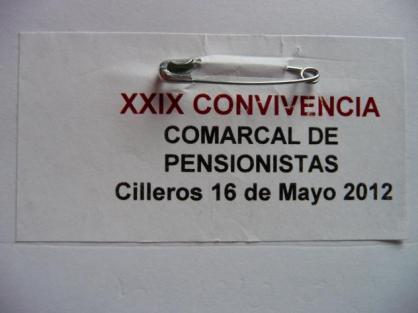 XXIX CONVIVENCIA
COMARCAL DE
PENSIONISTAS
Cilleros 16 de Mayo 2012